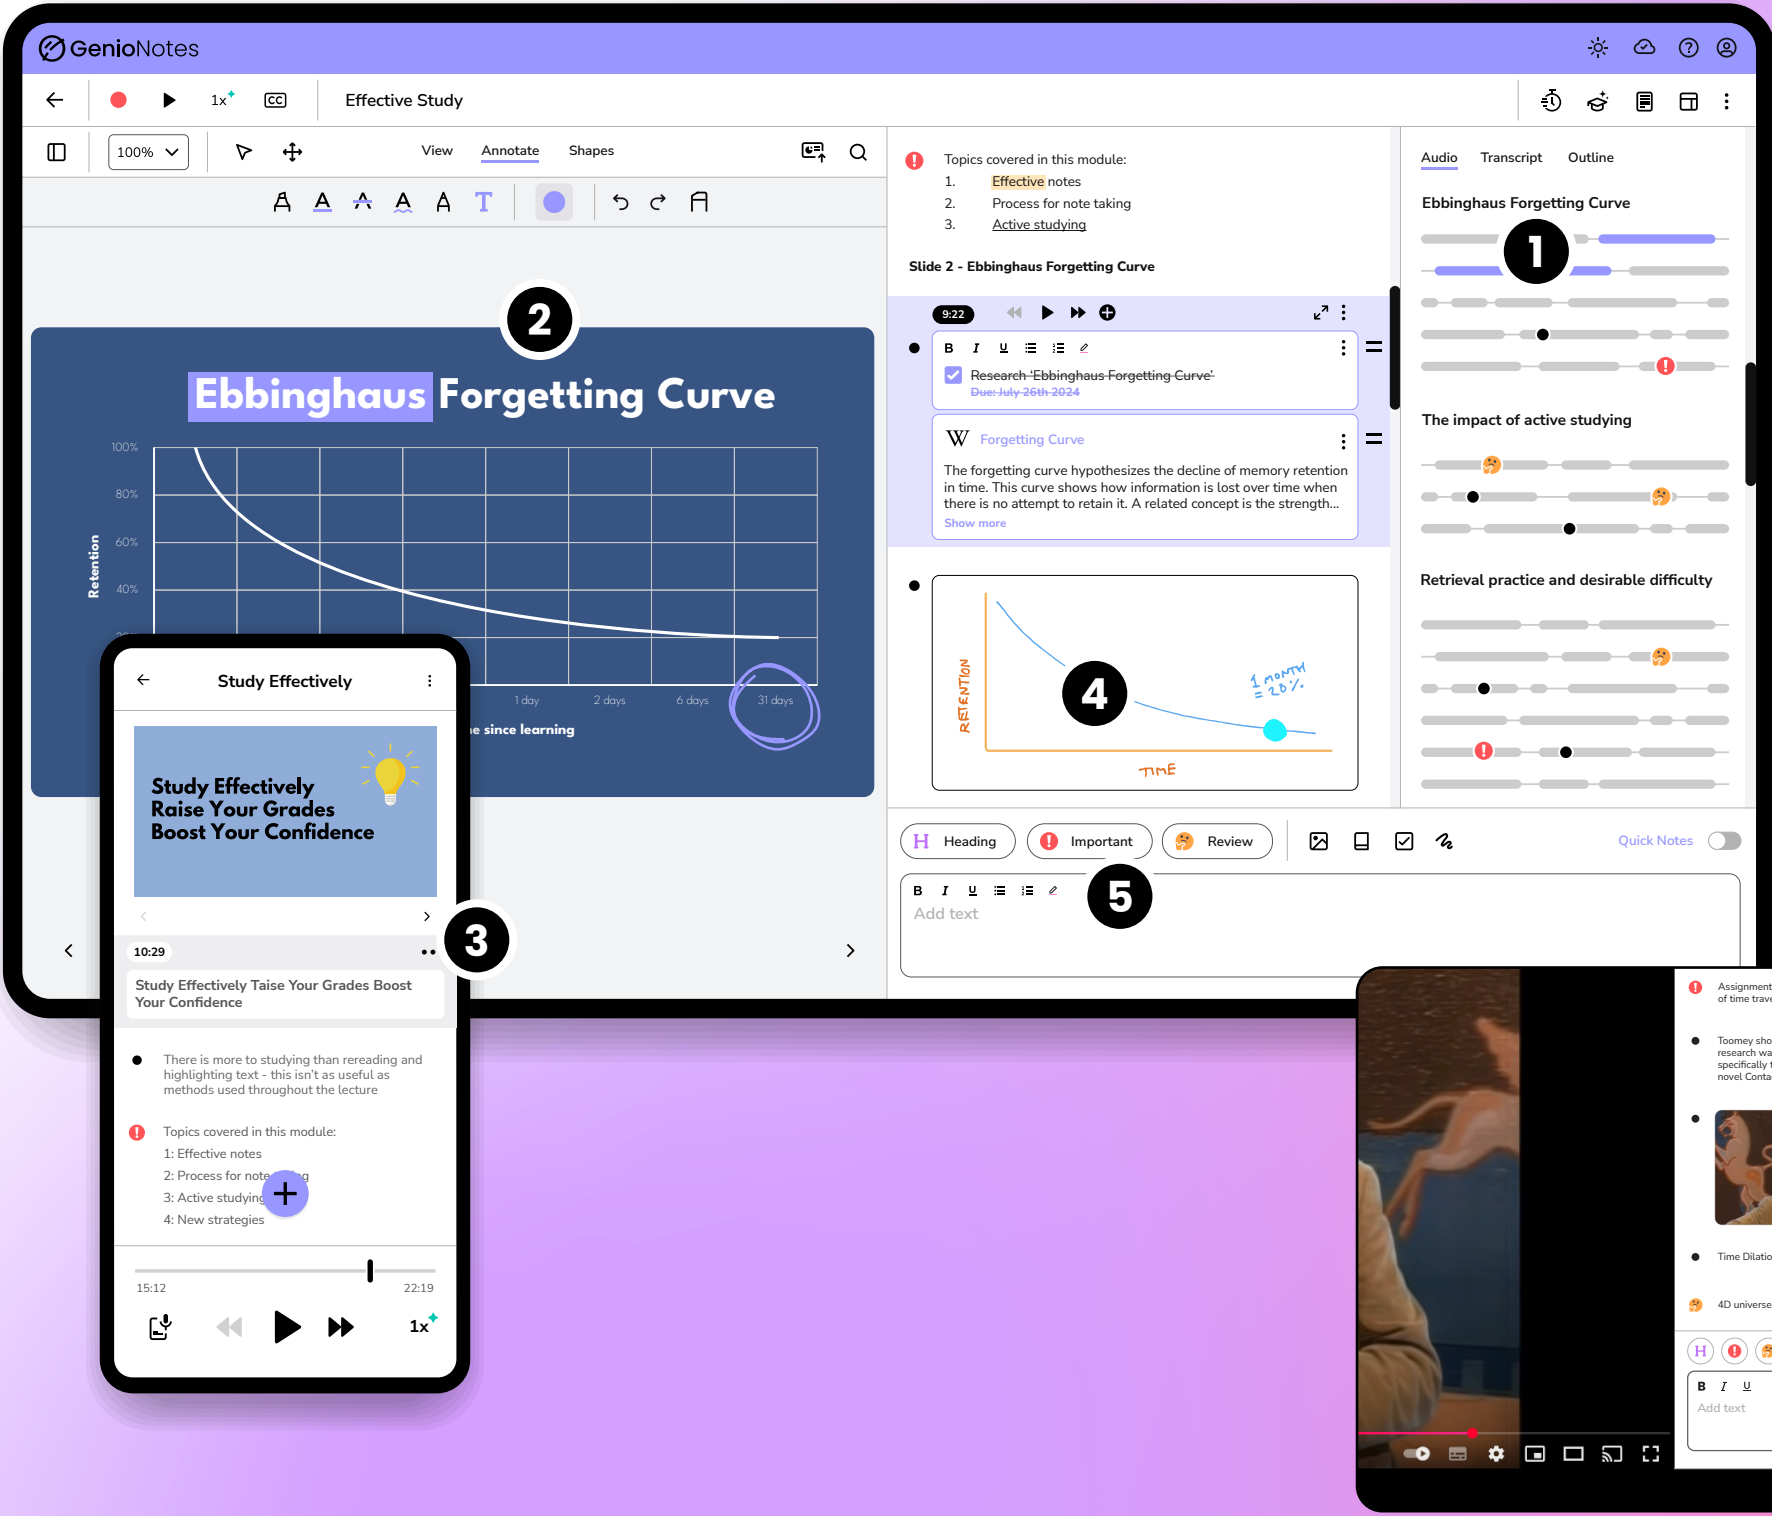 GenioNotes
1x
CC
Effective Study
100%
View
Annotate
Shapes
Ebbinghaus Forgetting Curve
100%
80%
60%
40%
Retention
1 day
2 days
6 days
31 days
since learning
2
Topics covered in this module:
1. Effective notes
2. Process for note taking
3. Active studying
Slide 2 - Ebbinghaus Forgetting Curve
9:22
B I U
Research 'Ebbinghaus Forgetting Curve'
Due: July 26th 2024
W Forgetting Curve
The forgetting curve hypothesizes the decline of memory retention
in time. This curve shows how information is lost over time when
there is no attempt to retain it. A related concept is the strength...
Show more
RETENTION
TIME
1 MONTH
= 20%
4
Audio
Transcript
Outline
Ebbinghaus Forgetting Curve
1
The impact of active studying
Retrieval practice and desirable difficulty
H Heading
Important
Review
Quick Notes
B I U
Add text
5
Study Effectively
Study Effectively
Raise Your Grades
Boost Your Confidence
10:29
3
Study Effectively Taise Your Grades Boost
Your Confidence
There is more to studying than rereading and
highlighting text - this isn't as useful as
methods used throughout the lecture
Topics covered in this module:
1: Effective notes
2: Process for note
3: Active studying
4: New strategies
15:12
22:19
1x
Assignment
of time
Toomey
research
specifically
novel
Time
4D universe
H
B I U
Add text